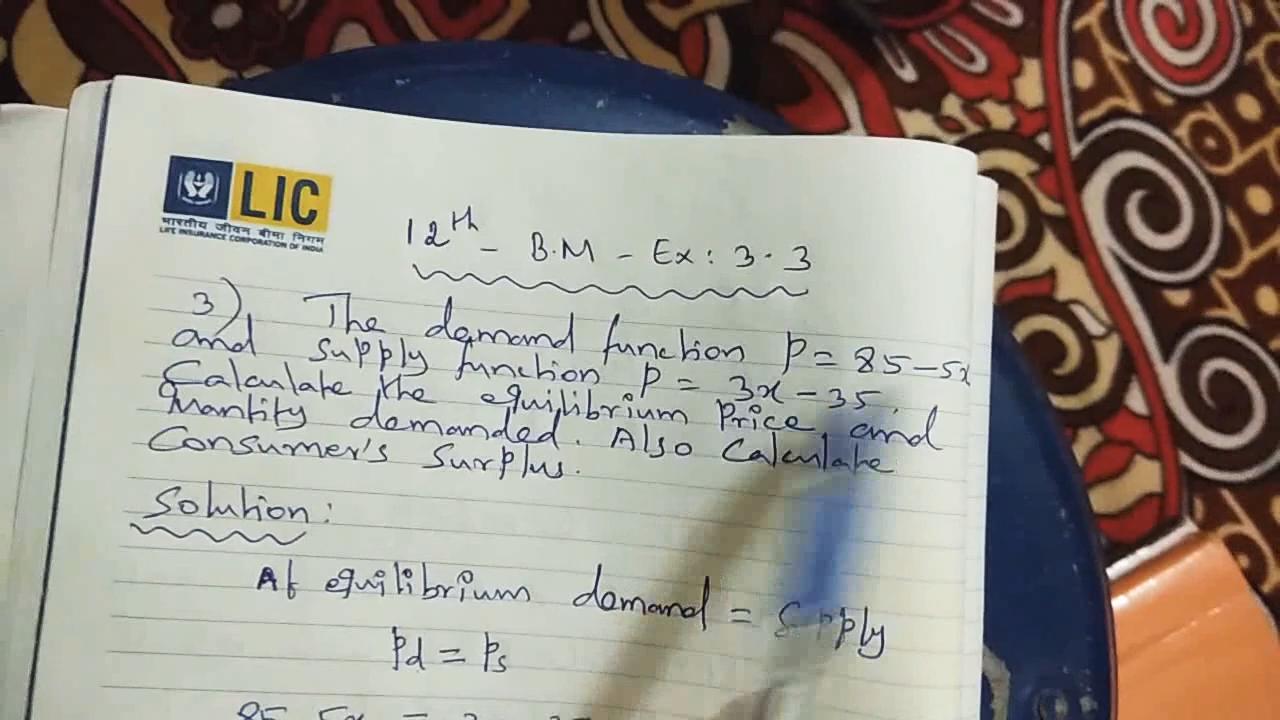 LIC
भारतीय जीवन बीमा निगम
LIFE INSURANCE CORPORATION OF INDIA
12th - B.M - Ex: 3.3
3) The demand function p = 85 - 5x
and supply function p = 3x - 35.
Calculate the equilibrium price and
quantity demanded. Also Calculate
Consumer's Surplus.
Solution:
At equilibrium demand = Supply
Pd = Ps
85 5x =